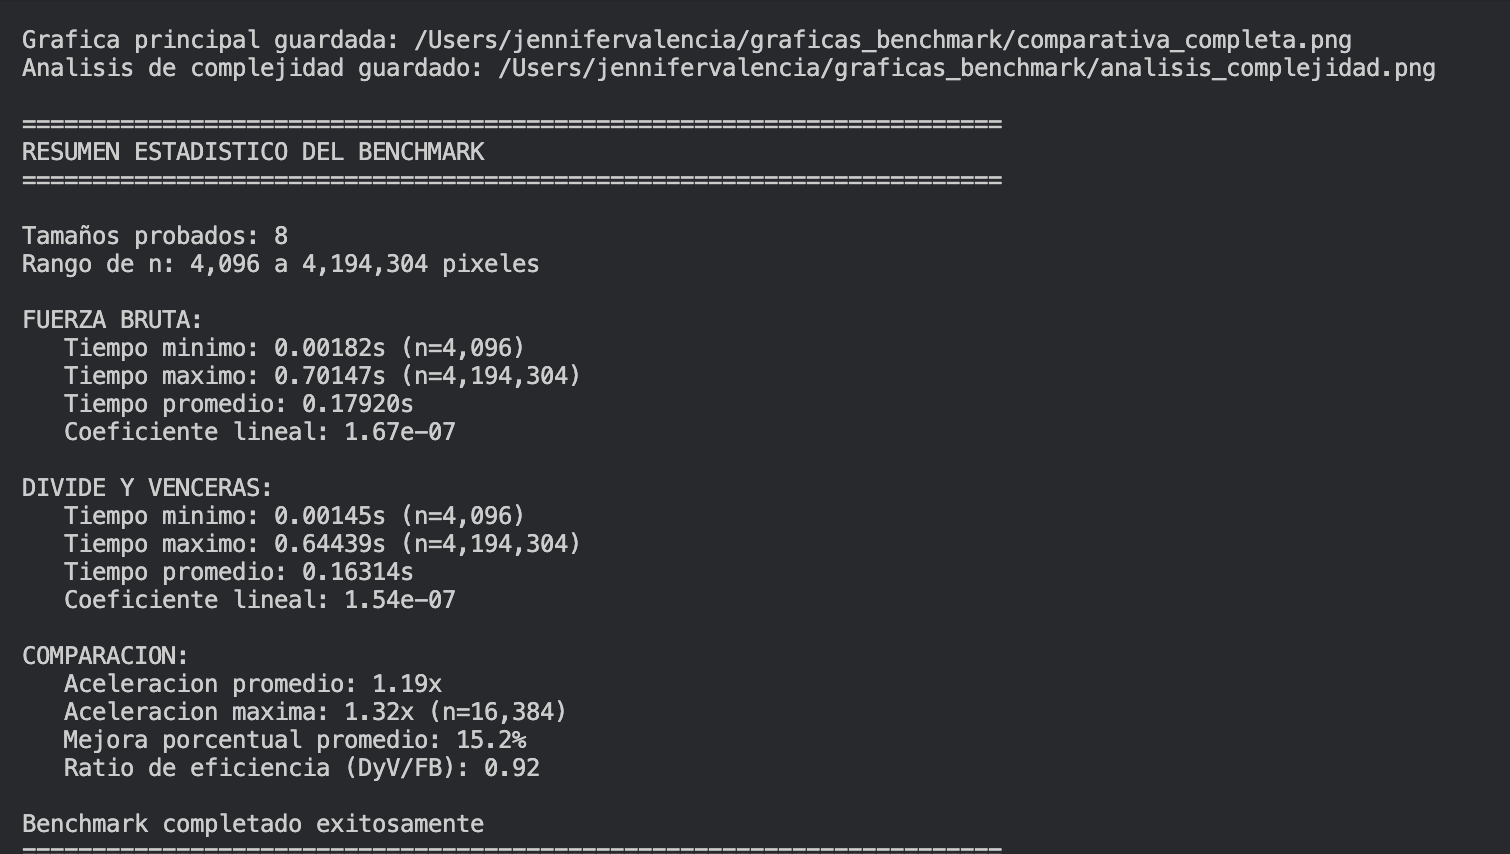 Grafica principal guardada: /Users/jennifervalencia/graficas_benchmark/comparativa_completa.png
Analisis de complejidad guardado: /Users/jennifervalencia/graficas_benchmark/analisis_complejidad.png
======================================================================
RESUMEN ESTADISTICO DEL BENCHMARK
======================================================================
Tamaños probados: 8
Rango de n: 4,096 a 4,194,304 pixeles
FUERZA BRUTA:
   Tiempo minimo: 0.00182s (n=4,096)
   Tiempo maximo: 0.70147s (n=4,194,304)
   Tiempo promedio: 0.17920s
   Coeficiente lineal: 1.67e-07
DIVIDE Y VENCERAS:
   Tiempo minimo: 0.00145s (n=4,096)
   Tiempo maximo: 0.64439s (n=4,194,304)
   Tiempo promedio: 0.16314s
   Coeficiente lineal: 1.54e-07
COMPARACION:
   Aceleracion promedio: 1.19x
   Aceleracion maxima: 1.32x (n=16,384)
   Mejora porcentual promedio: 15.2%
   Ratio de eficiencia (DyV/FB): 0.92
Benchmark completado exitosamente
======================================================================